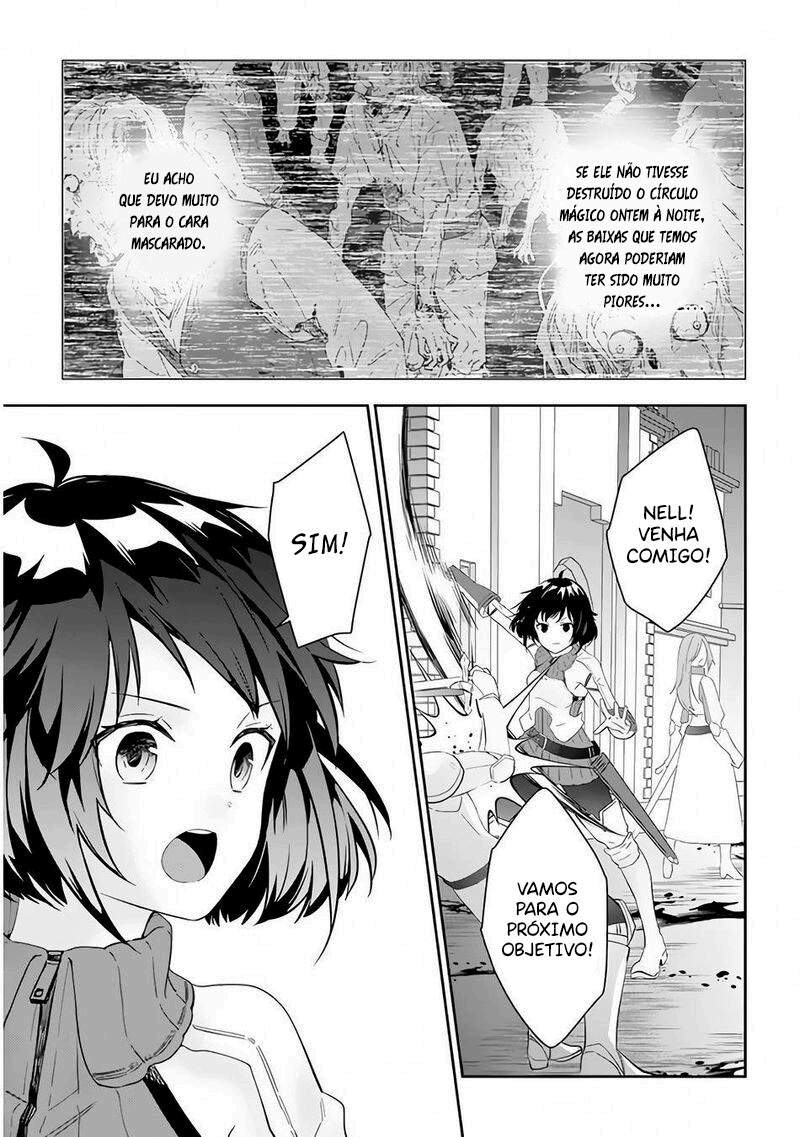 SE ELE NÃO TIVESSE
DESTRUÍDO O CÍRCULO
MÁGICO ONTEM À NOITE,
AS BAIXAS QUE TEMOS
AGORA PODERIAM
TER SIDO MUITO
PIORES...
EU ACHO
QUE DEVO MUITO
PARA O CARA
MASCARADO.
NELL!
VENHA
COMIGO!
VAMOS
PARA O
PRÓXIMO
OBJETIVO!
SIM!